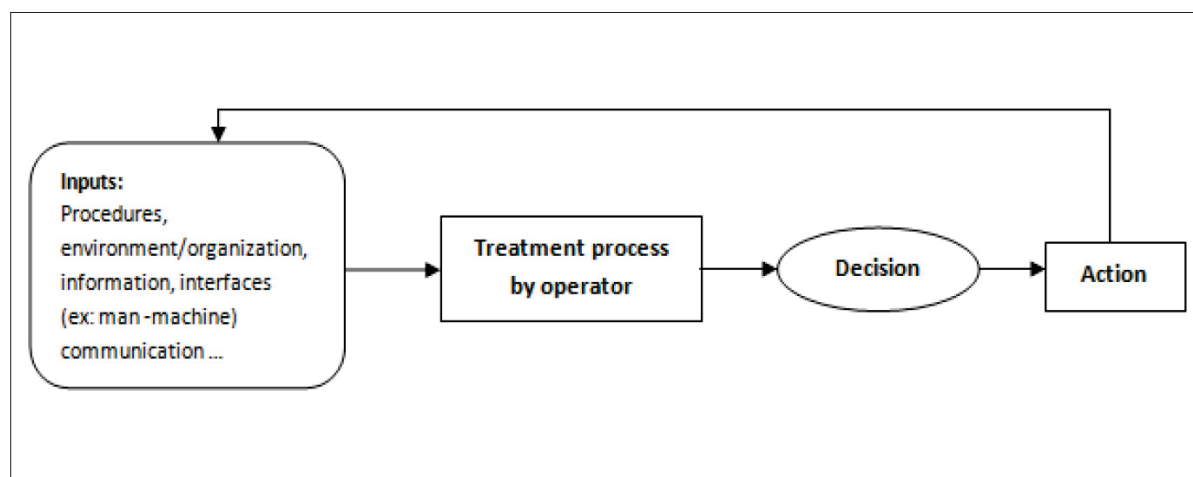 Inputs:
Procedures,
environment/organization,
information, interfaces
(ex: man -machine)
communication ...
Treatment process
by operator
Decision
Action